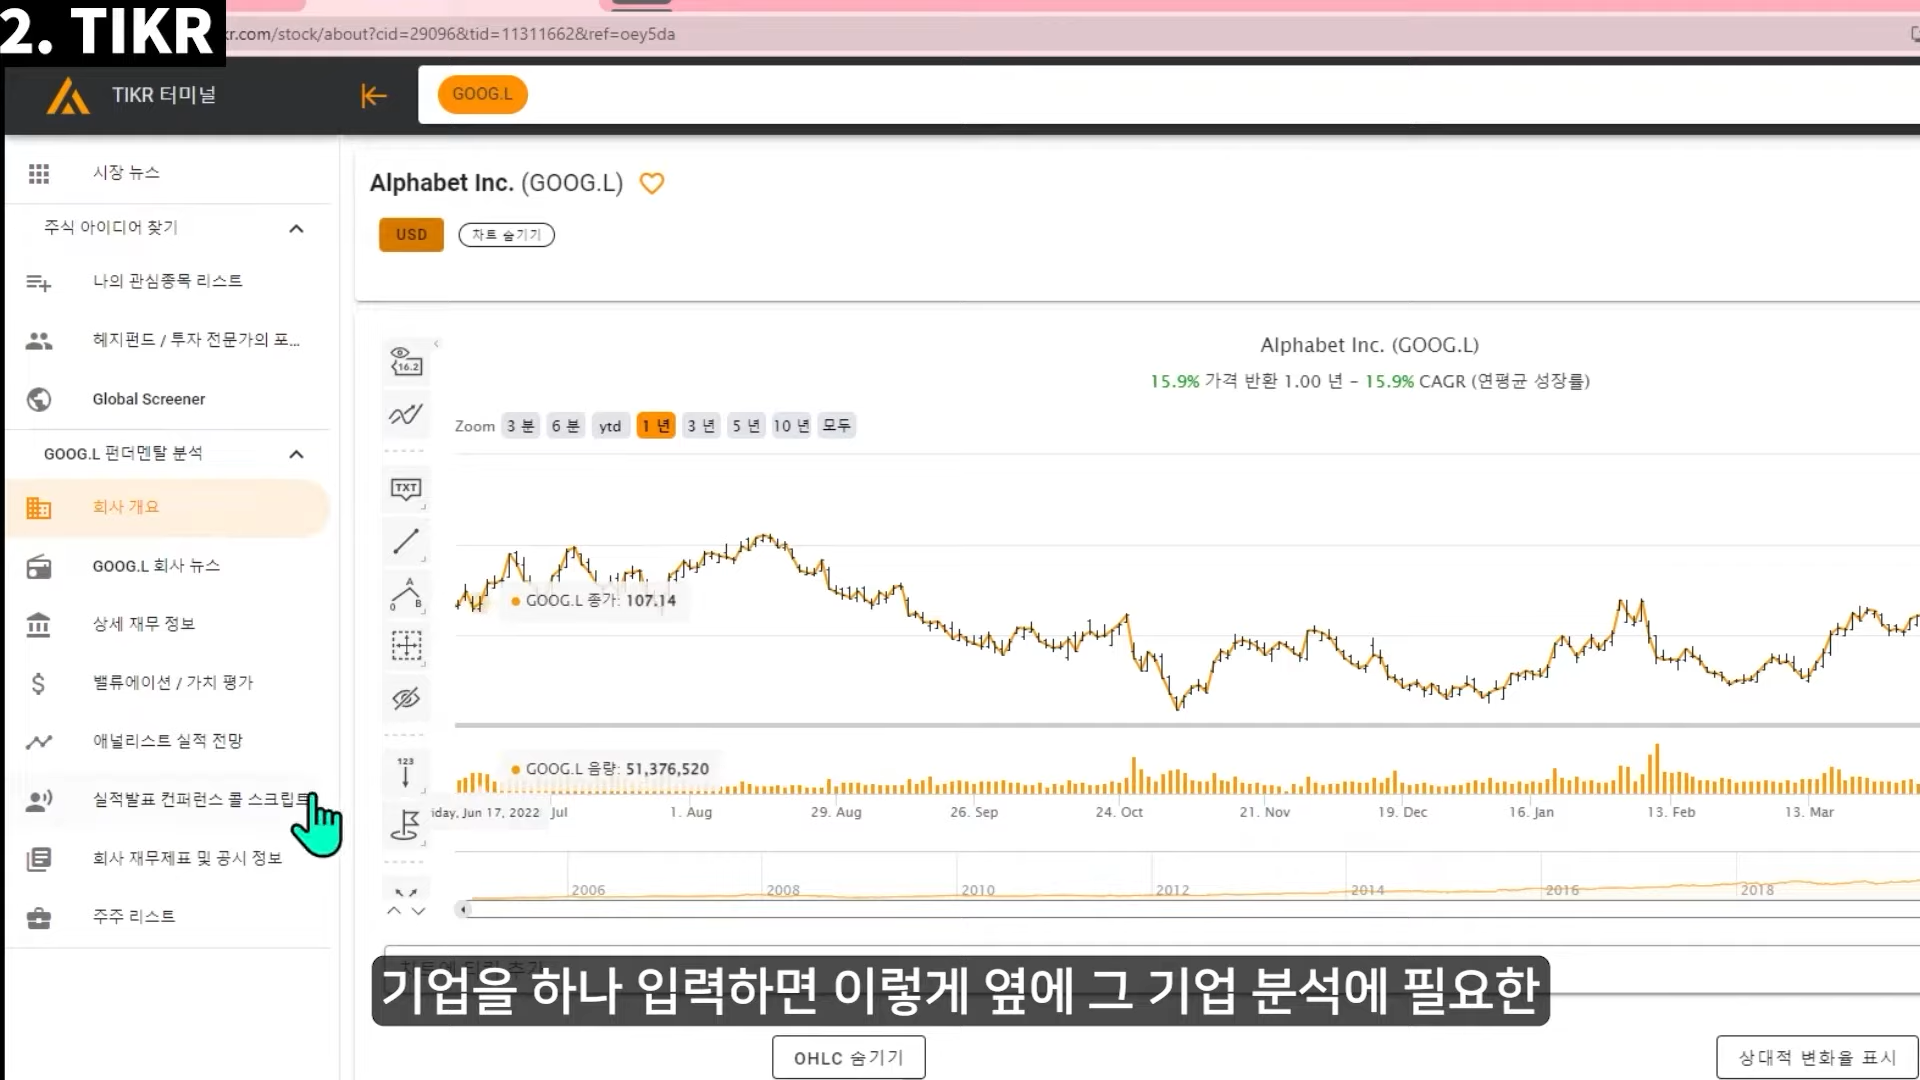 2. TIKR
kr.com/stock/about?cid=29096&tid=11311662&ref=oey5da
TIKR 터미널
GOOG.L
시장 뉴스
주식 아이디어 찾기
나의 관심종목 리스트
헤지펀드 / 투자 전문가의 포...
Global Screener
GOOG.L 펀더멘탈 분석
회사 개요
GOOG.L 회사 뉴스
상세 재무 정보
밸류에이션 / 가치 평가
애널리스트 실적 전망
실적발표 컨퍼런스 콜 스크립트
회사 재무제표 및 공시 정보
주주 리스트
Alphabet Inc. (GOOG.L)
USD
차트 숨기기
Alphabet Inc. (GOOG.L)
15.9% 가격 반환 1.00 년 - 15.9% CAGR (연평균 성장률)
Zoom 3 분 6 분 ytd 1 년 3 년 5 년 10 년 모두
16.2
TXT
A
0 B
123
GOOG.L 종가: 107.14
GOOG.L 음량: 51,376,520
iday, Jun 17, 2022 Jul 1. Aug 29. Aug 26. Sep 24. Oct 21. Nov 19. Dec 16. Jan 13. Feb 13. Mar
2006 2008 2010 2012 2014 2016 2018
기업을 하나 입력하면 이렇게 옆에 그 기업 분석에 필요한
OHLC 숨기기
상대적 변화율 표시